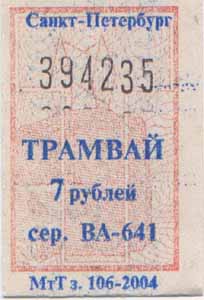 Санкт-Петербург
394235
ТРАМВАЙ
7 рублей
сер. ВА-641
МтТ з. 106-2004